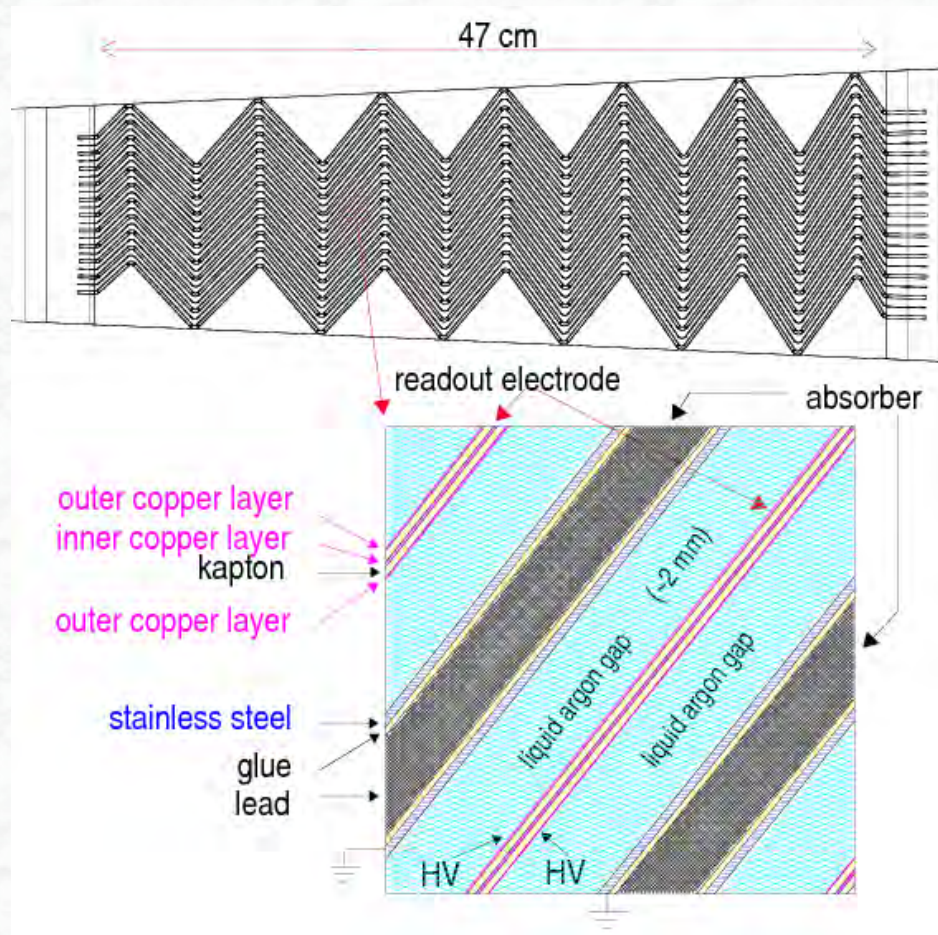 47 cm
readout electrode
absorber
outer copper layer
inner copper layer
kapton
outer copper layer
(~2 mm)
liquid argon gap
liquid argon gap
stainless steel
glue
lead
HV
HV